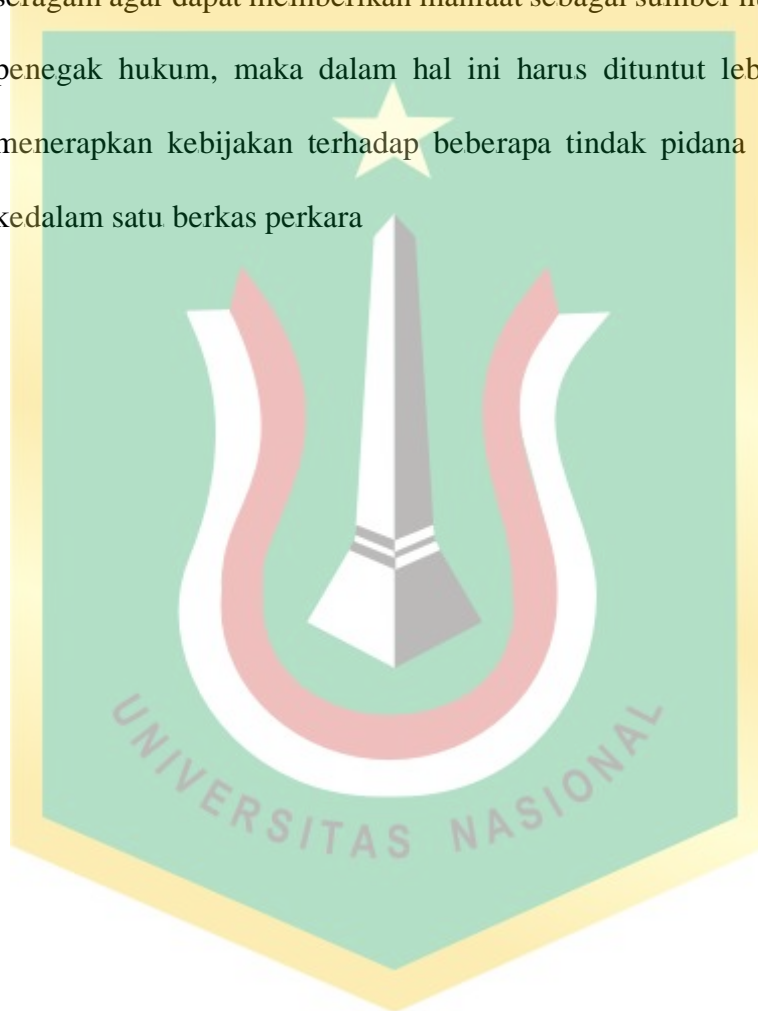 seragam agar dapat memberikan manfaat sebagai sumber
penegak hukum, maka dalam hal ini harus dituntut
menerapkan kebijakan terhadap beberapa tindak pidana
kedalam satu berkas perkara
UNIVERSITAS NASIONAL